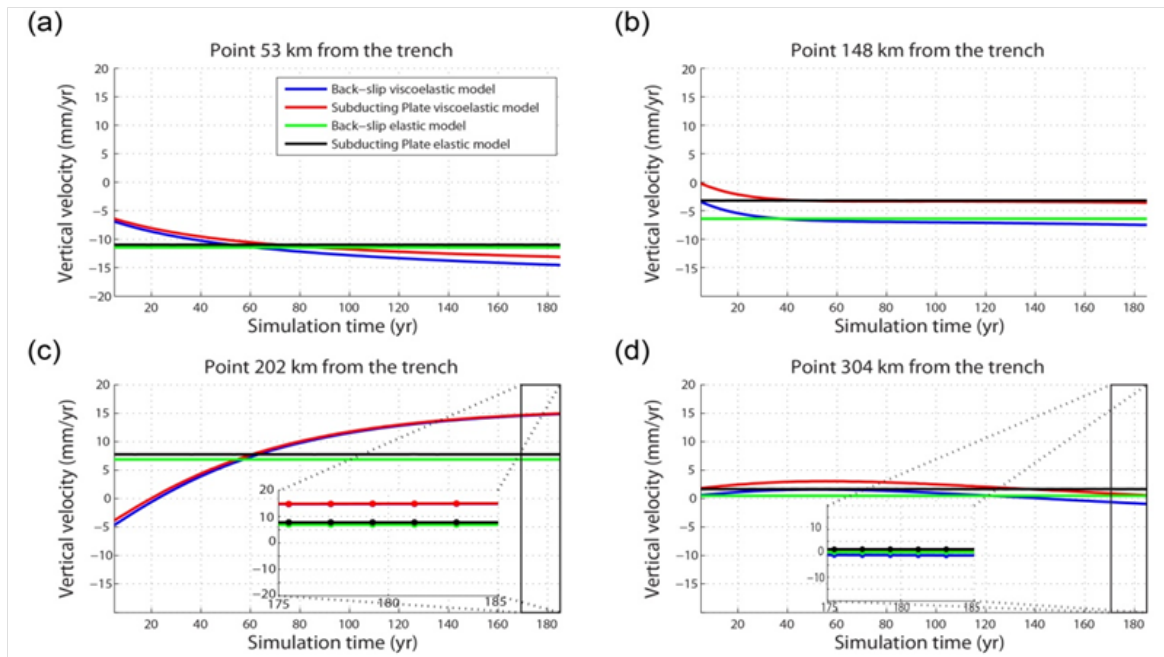 (a)
Point 53 km from the trench
Vertical velocity (mm/yr)
20
15
10
5
0
−5
−10
−15
−20
Back−slip viscoelastic model
Subducting Plate viscoelastic model
Back−slip elastic model
Subducting Plate elastic model
20 40 60 80 100 120 140 160 180
Simulation time (yr)
(b)
Point 148 km from the trench
Vertical velocity (mm/yr)
20
15
10
5
0
−5
−10
−15
20 40 60 80 100 120 140 160 180
Simulation time (yr)
(c)
Point 202 km from the trench
Vertical velocity (mm/yr)
20
15
10
5
0
−5
−10
−15
20
10
0
−10
−20
175 180 185
20 40 60 80 100 120 140 160 180
Simulation time (yr)
(d)
Point 304 km from the trench
Vertical velocity (mm/yr)
20
15
10
5
0
−5
−10
−15
10
0
−10
175 180 185
20 40 60 80 100 120 140 160 180
Simulation time (yr)